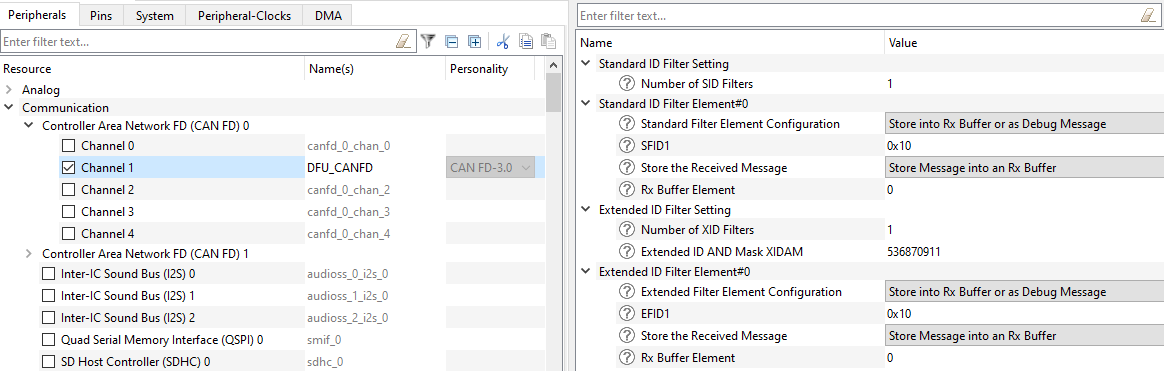 Peripherals Pins System Peripheral-Clocks DMA
Enter filter text...
Resource Name(s) Personality
Analog
Communication
Controller Area Network FD (CAN FD) 0
Channel 0 canfd_0_chan_0
Channel 1 DFU_CANFD CAN FD-3.0
Channel 2 canfd_0_chan_2
Channel 3 canfd_0_chan_3
Channel 4 canfd_0_chan_4
Controller Area Network FD (CAN FD) 1
Inter-IC Sound Bus (I2S) 0 audioss_0_i2s_0
Inter-IC Sound Bus (I2S) 1 audioss_1_i2s_0
Inter-IC Sound Bus (I2S) 2 audioss_2_i2s_0
Quad Serial Memory Interface (QSPI) 0 smif_0
SD Host Controller (SDHC) 0 sdhc_0
Enter filter text...
Name Value
Standard ID Filter Setting
Number of SID Filters 1
Standard ID Filter Element#0
Standard Filter Element Configuration Store into Rx Buffer or as Debug Message
SFID1 0x10
Store the Received Message Store Message into an Rx Buffer
Rx Buffer Element 0
Extended ID Filter Setting
Number of XID Filters 1
Extended ID AND Mask XIDAM 536870911
Extended ID Filter Element#0
Extended Filter Element Configuration Store into Rx Buffer or as Debug Message
EFID1 0x10
Store the Received Message Store Message into an Rx Buffer
Rx Buffer Element 0